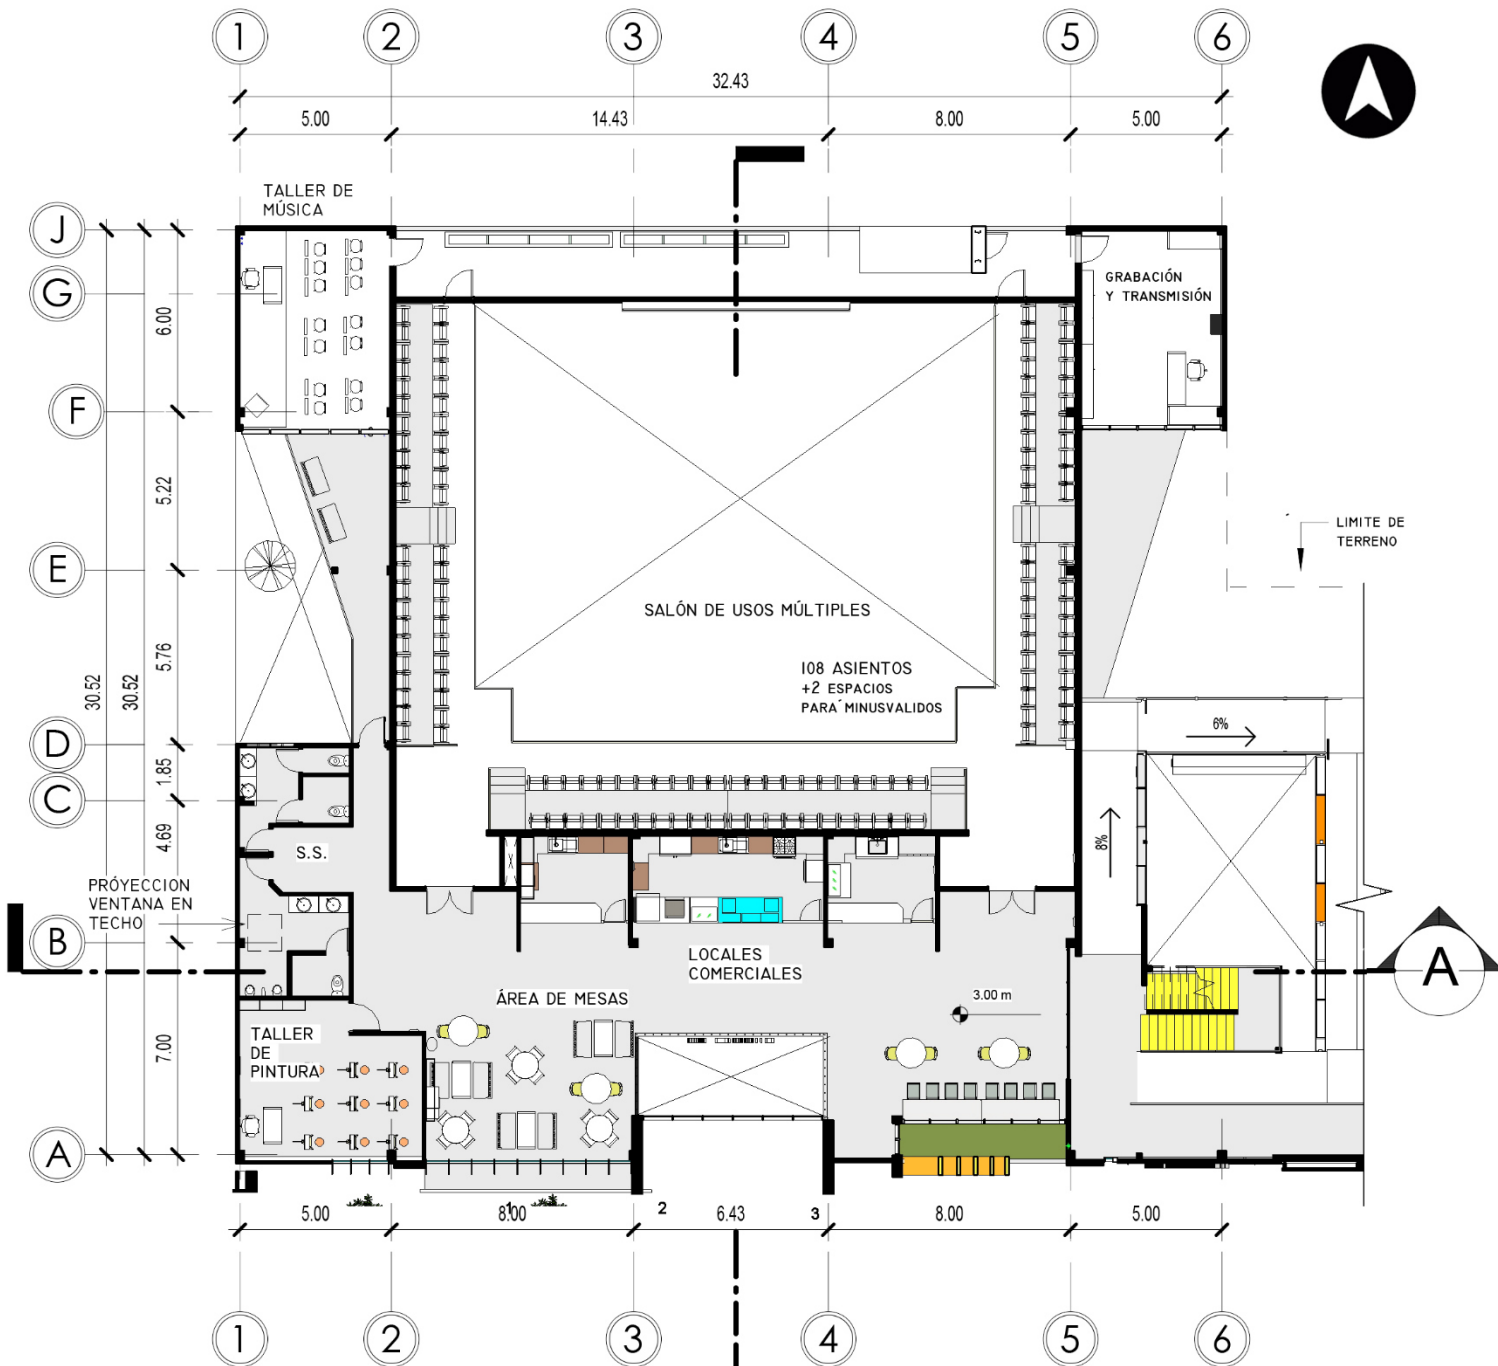 1 2 3 4 5 6
32.43
5.00 14.43 8.00 5.00
TALLER DE
MÚSICA
J
G
GRABACIÓN
Y TRANSMISIÓN
6.00
F
5.22
LIMITE DE
TERRENO
E
SALÓN DE USOS MÚLTIPLES
5.76
108 ASIENTOS
+2 ESPACIOS
PARA MINUSVALIDOS
30.52 30.52
6%
D
1.85
C
4.69
8%
S.S.
PRÓYECCION
VENTANA EN
TECHO
B
LOCALES
COMERCIALES
A
ÁREA DE MESAS
3.00 m
TALLER
DE
PINTURA
7.00
A
1 2 3
5.00 8.00 6.43 8.00 5.00
1 2 3 4 5 6